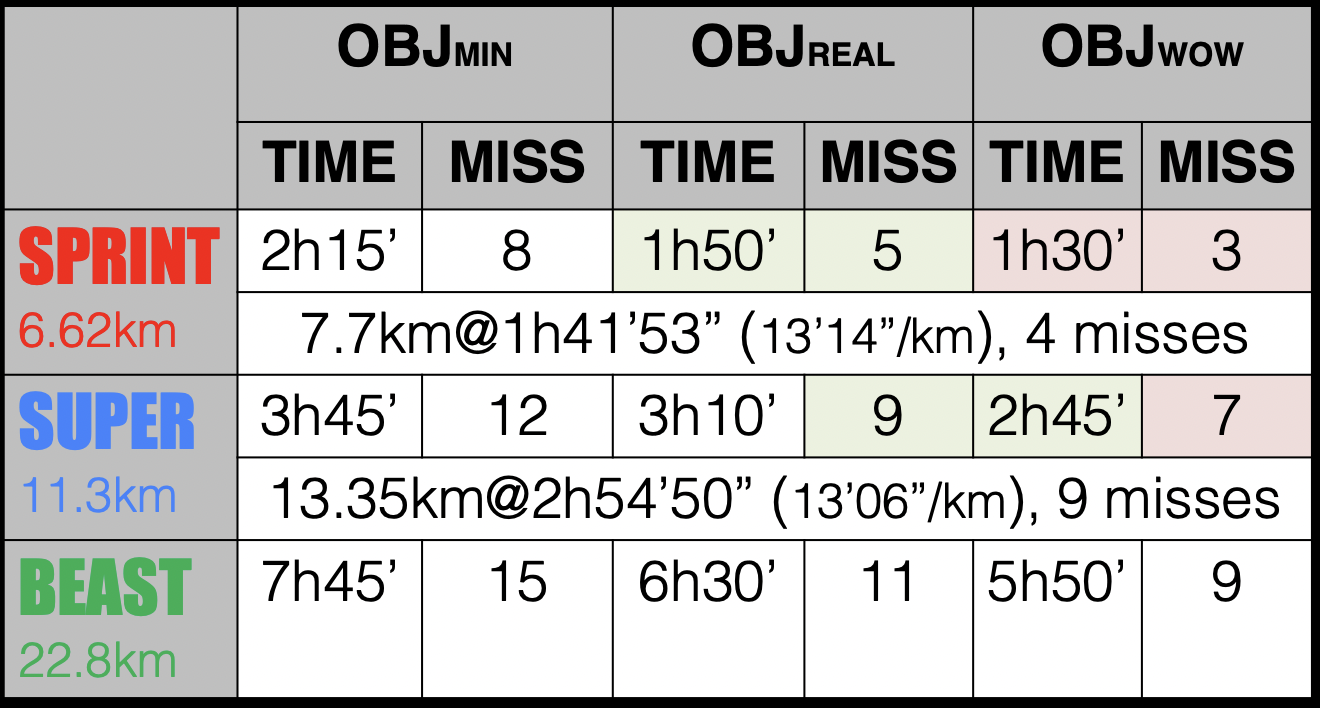 OBJMIN OBJREAL OBJWOW
TIME MISS TIME MISS TIME MISS
SPRINT 2h15’ 8 1h50’ 5 1h30’ 3
6.62km 7.7km@1h41’53” (13’14”/km), 4 misses
SUPER 3h45’ 12 3h10’ 9 2h45’ 7
11.3km 13.35km@2h54’50” (13’06”/km), 9 misses
BEAST 7h45’ 15 6h30’ 11 5h50’ 9
22.8km